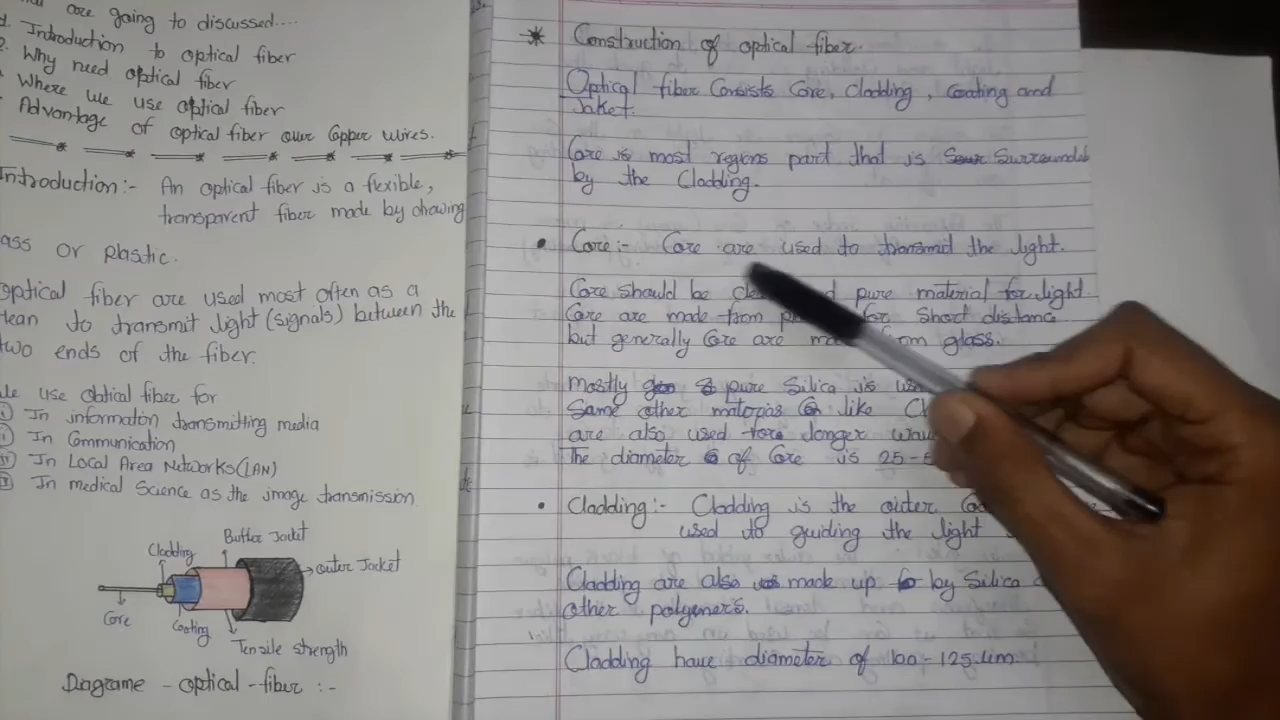 are going to discussed....
1. Introduction to optical fiber
2. Why need optical fiber
Where we use optical fiber
Advantage of optical fiber over Copper wires.
Introduction:- An optical fiber is a flexible,
transparent fiber made by drawing
ass or plastic.
optical fiber are used most often as a
to transmit light (signals) between the
two ends of the fiber.
use optical fiber for
In information transmitting media
In Communication
In Local Area Networks (LAN)
In medical Science as the image transmission
Cladding
Buffer Jacket
outer Jacket
Core
Coating
Tensile strength
Diagrame - optical - fiber :-
* Construction of optical fiber.
Optical fiber Consists Core, Cladding, Coating and
Jaket.
Core is most regions part that is Surrounded
by the Cladding.
• Core:- Core are used to transmid the light.
Core should be pure material for light.
Core are made from for Short distance
but generally Core are from glass.
Mostly pure Silica is
Same other like
are also used longer
The diameter of Core is 25-
• Cladding:- Cladding is the outer
used to guiding the light
Cladding are also made up by Silica
other polymers.
Cladding have diameter of 100-125 um.